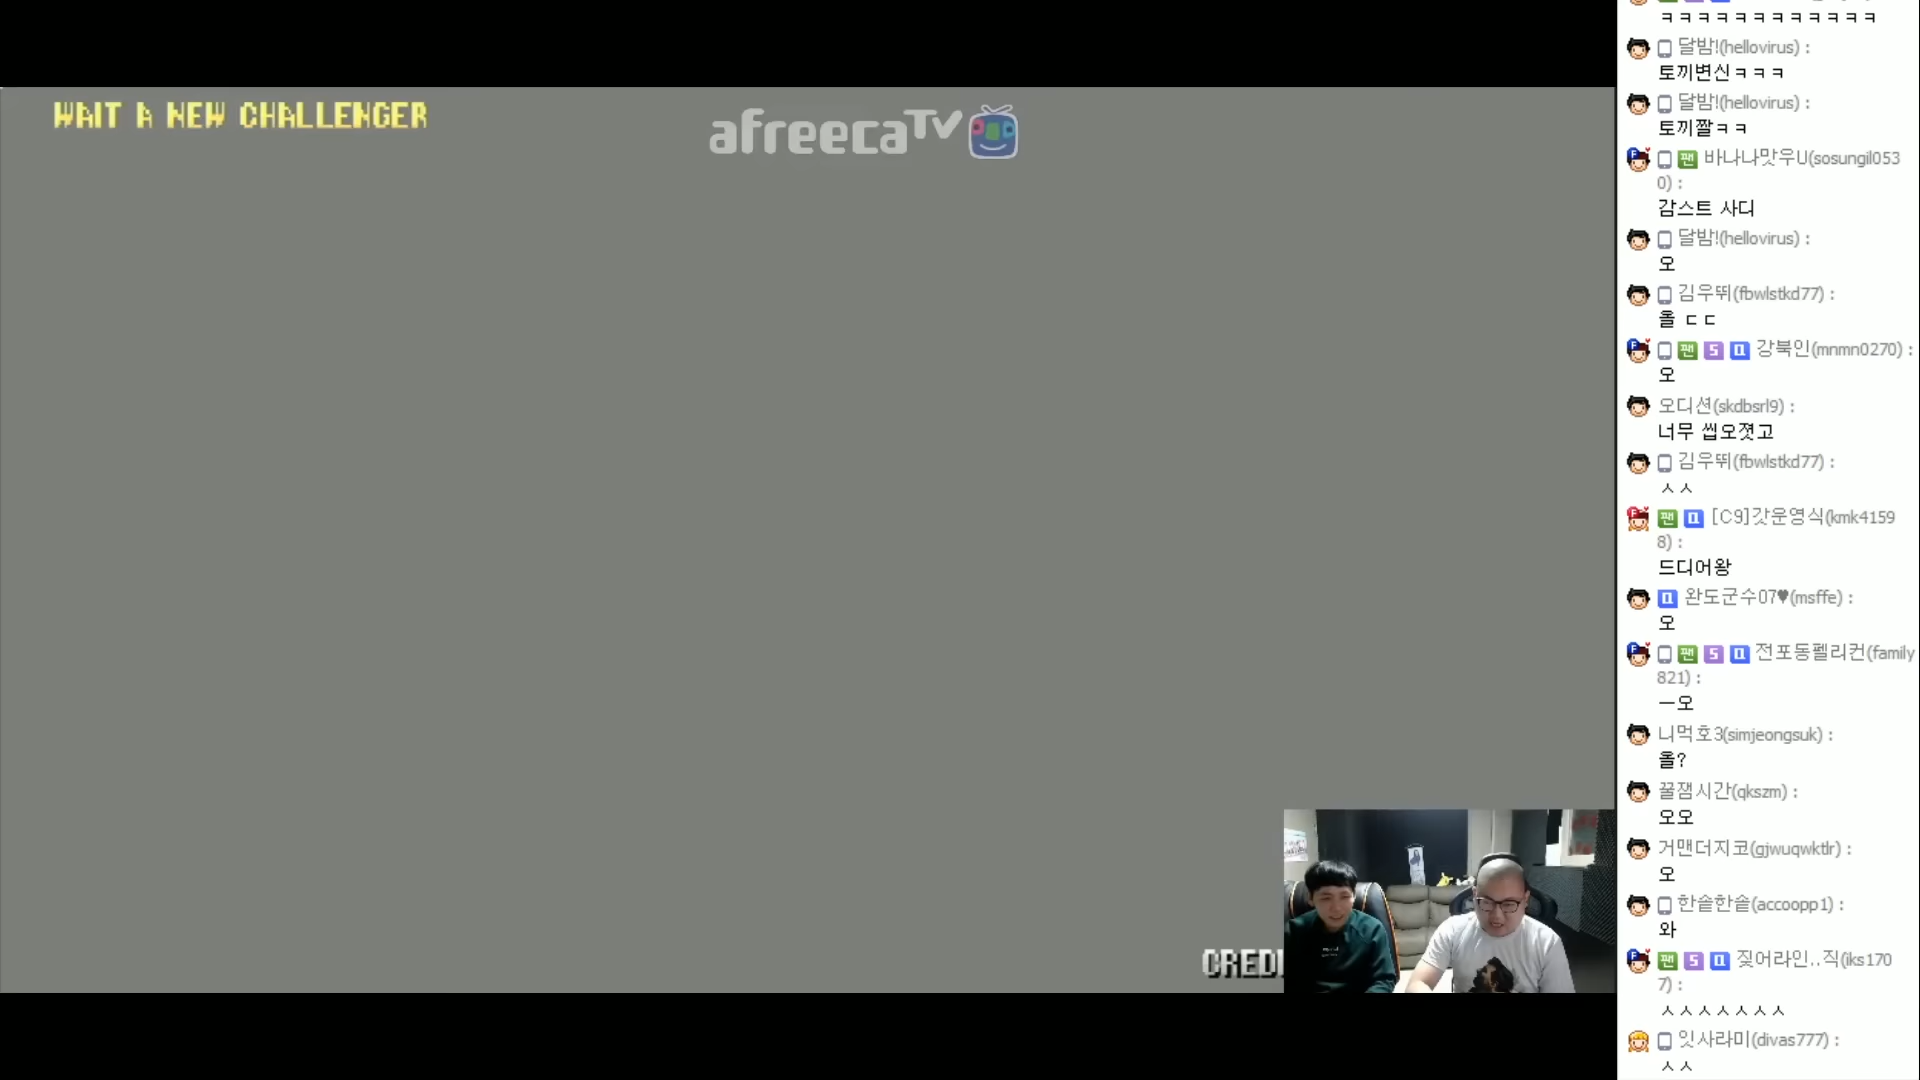 WAIT A NEW CHALLENGER
afreecaTV
CREDI
ㅋㅋㅋㅋㅋㅋㅋㅋㅋㅋㅋㅋ
달밤!(hellovirus) :
토끼변신ㅋㅋㅋ
달밤!(hellovirus) :
토끼짤ㅋㅋ
팬 바나나맛우U(sosungil053
0) :
감스트 사디
달밤!(hellovirus) :
오
김우뛰(fbwlstkd77) :
올 ㄷㄷ
팬 S 강북인(mnmn0270) :
오
오디션(skdbsrl9) :
너무 씹오졋고
김우뛰(fbwlstkd77) :
ㅅㅅ
팬 [C9]갓운영식(kmk4159
8) :
드디어왕
완도군수07♥(msffe) :
오
팬 S 전포동펠리컨(family
821) :
ㅡ오
니먹호3(simjeongsuk) :
올?
꿀잼시간(qkszm) :
오오
거맨더지코(gjwuqwktlr) :
오
한솥한솥(accoopp1) :
와
팬 S 짖어라인..직(iks170
7) :
ㅅㅅㅅㅅㅅㅅㅅ
잇사라미(divas777) :
ㅅㅅ